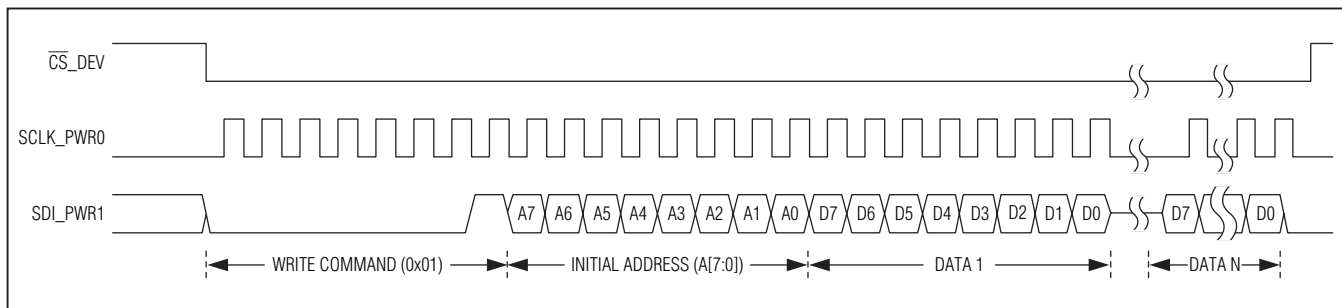 C̅S̅_DEV
SCLK_PWR0
SDI_PWR1 A7 A6 A5 A4 A3 A2 A1 A0 D7 D6 D5 D4 D3 D2 D1 D0 D7 D0
WRITE COMMAND (0x01) INITIAL ADDRESS (A[7:0]) DATA 1 DATA N